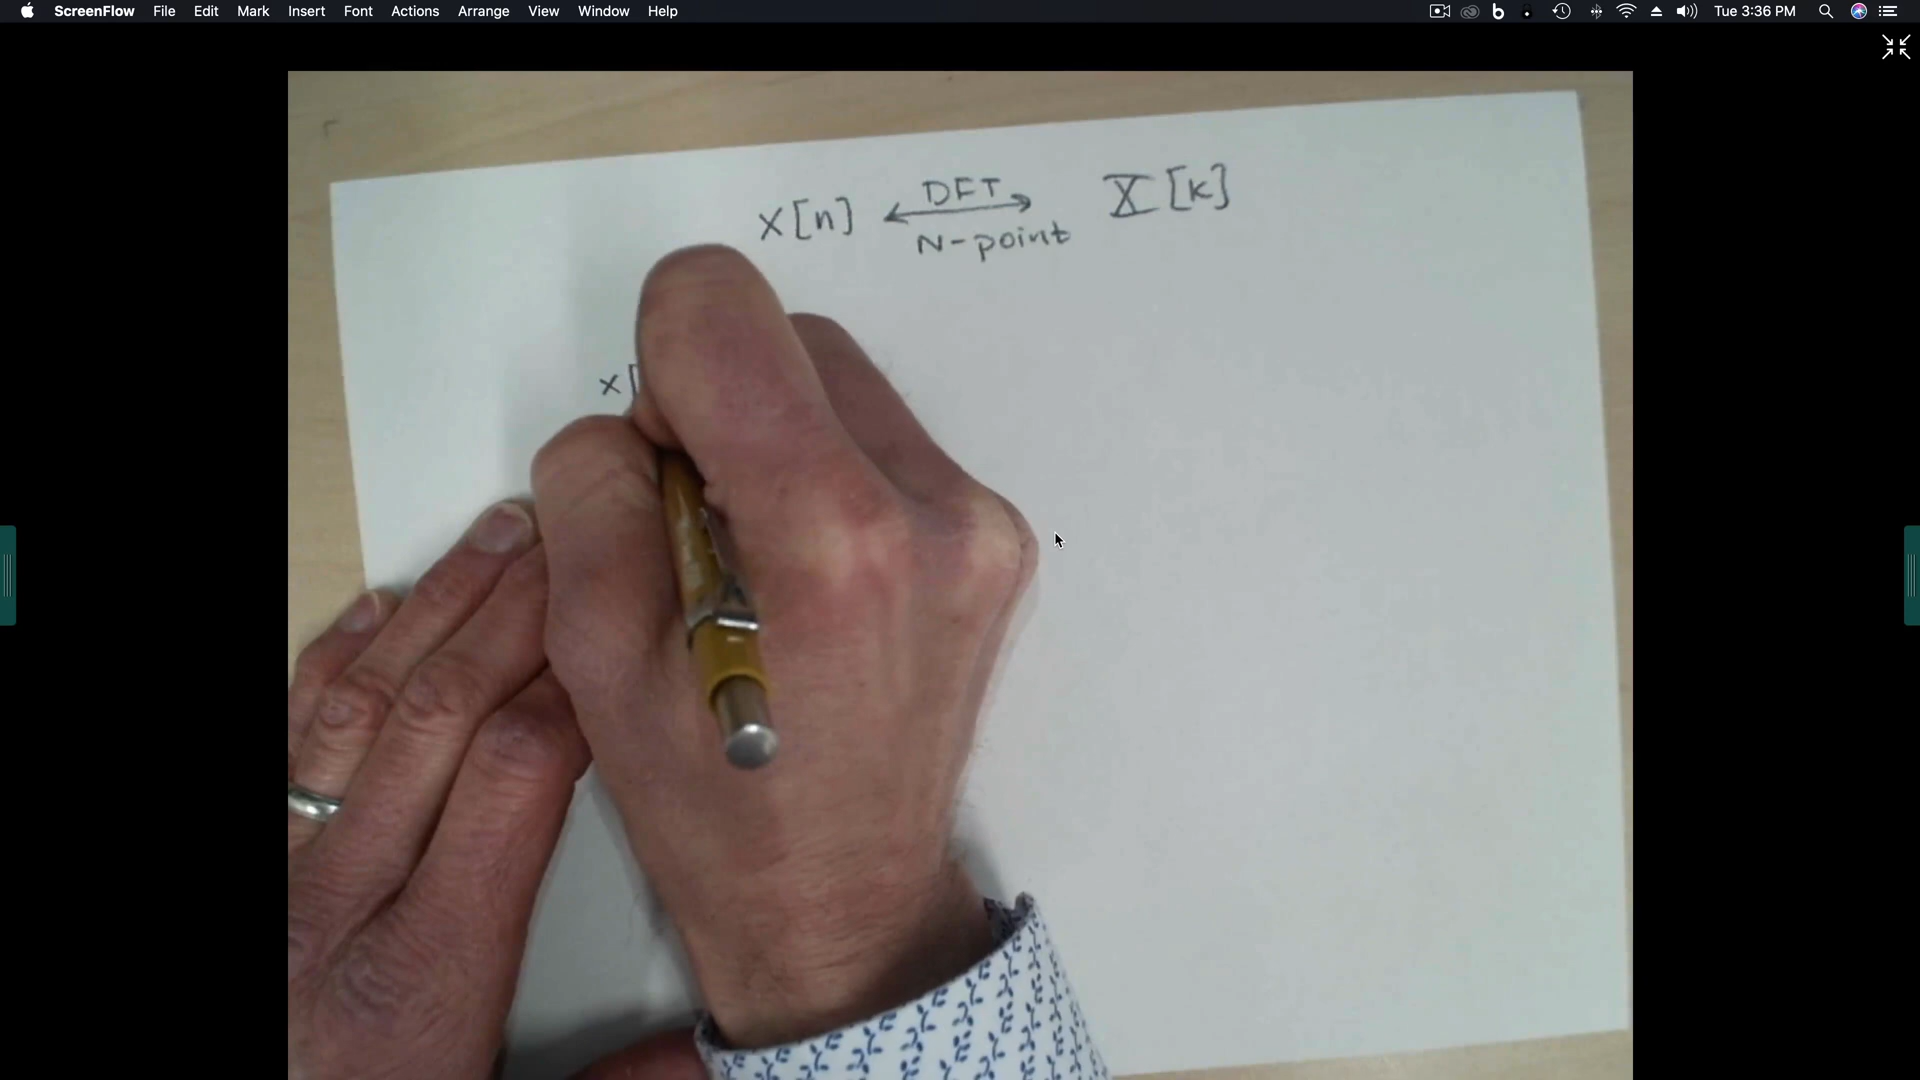 ScreenFlow File Edit Mark Insert Font Actions Arrange View Window Help Tue 3:36 PM
x[n] DFT X[k]
N-point
x[